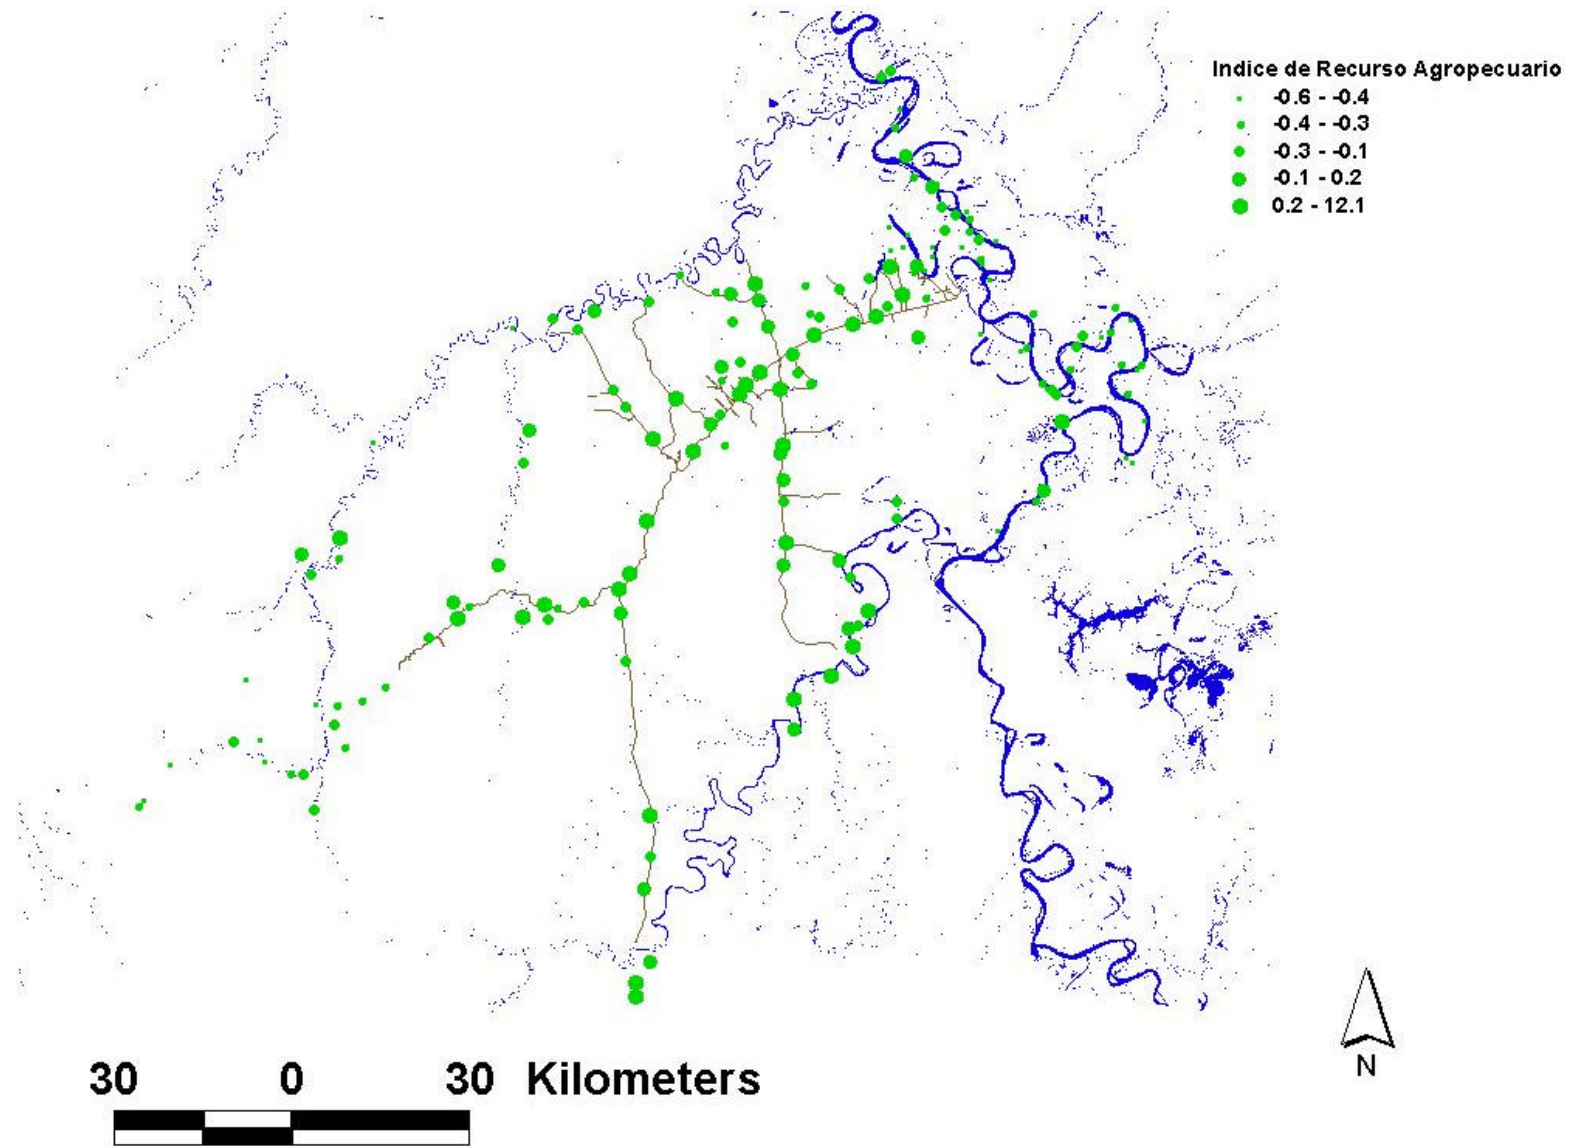 Indice de Recurso Agropecuario
-0.6 - -0.4
-0.4 - -0.3
-0.3 - -0.1
-0.1 - 0.2
0.2 - 12.1
N
30 0 30 Kilometers